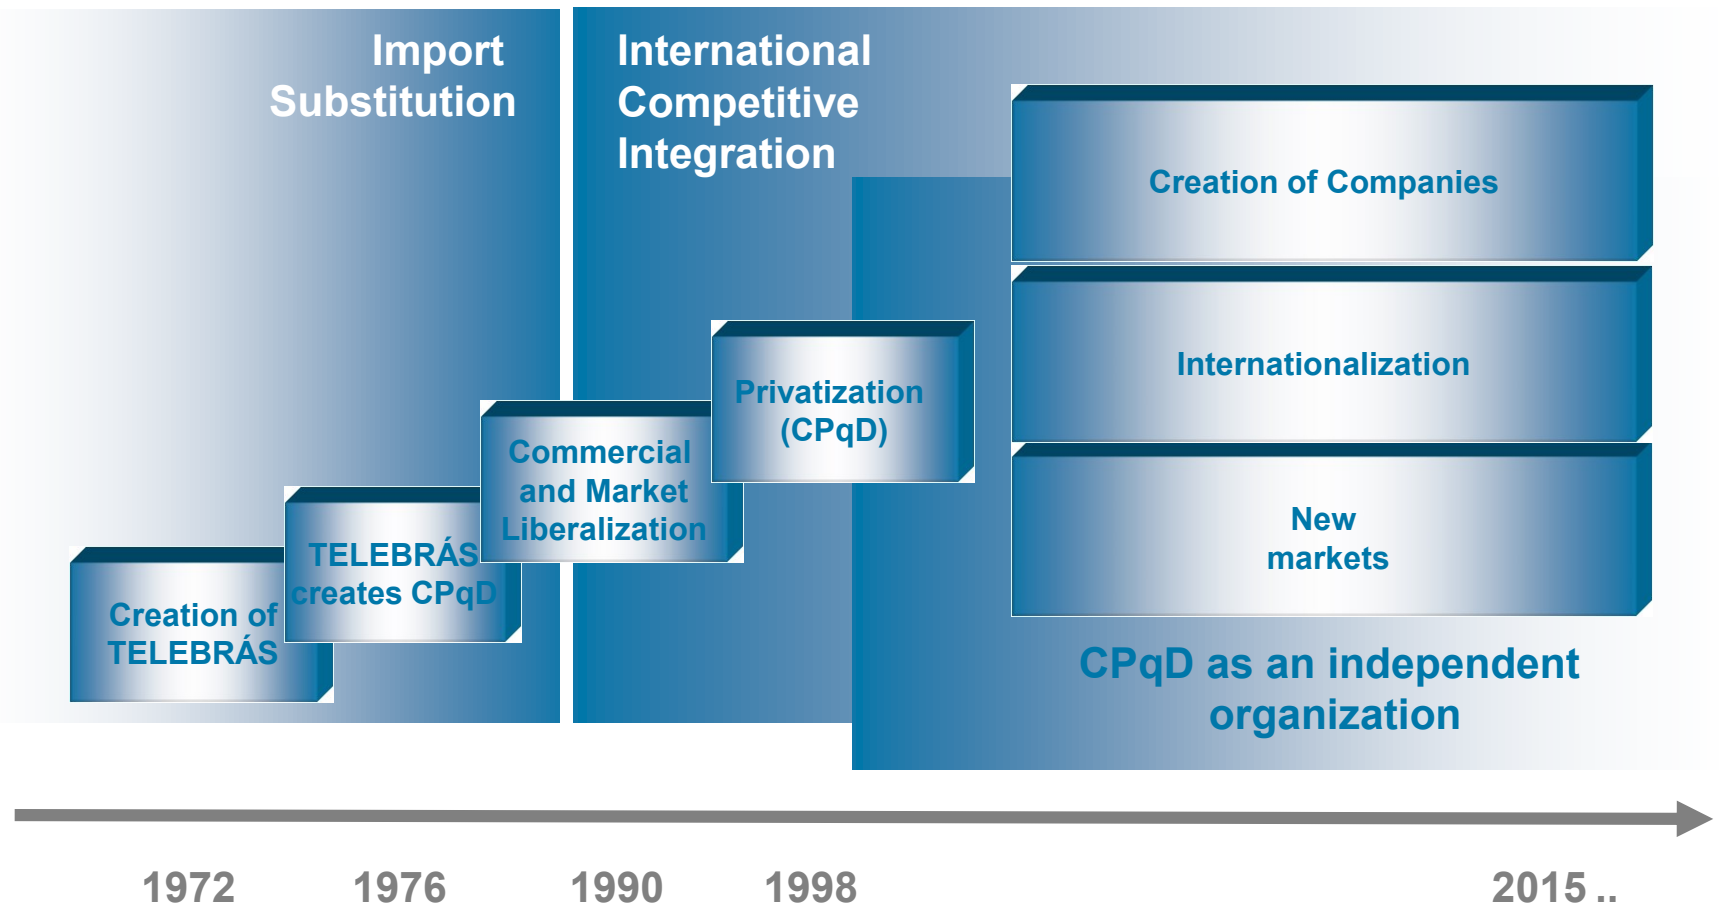 Import
Substitution
International
Competitive
Integration
Creation of Companies
Internationalization
New
markets
Privatization
(CPqD)
Commercial
and Market
Liberalization
TELEBRÁS
creates CPqD
Creation of
TELEBRÁS
CPqD as an independent
organization
1972 1976 1990 1998 2015 ..